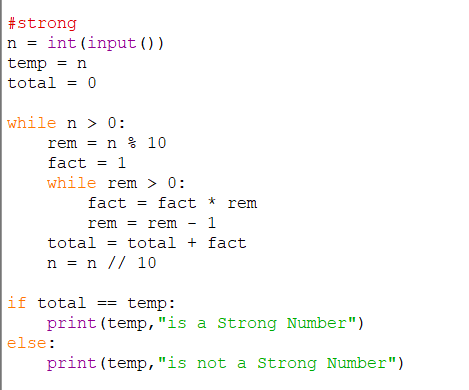 #strong
n = int(input())
temp = n
total = 0

while n > 0:
    rem = n % 10
    fact = 1
    while rem > 0:
        fact = fact * rem
        rem = rem - 1
    total = total + fact
    n = n // 10

if total == temp:
    print(temp,"is a Strong Number")
else:
    print(temp,"is not a Strong Number")